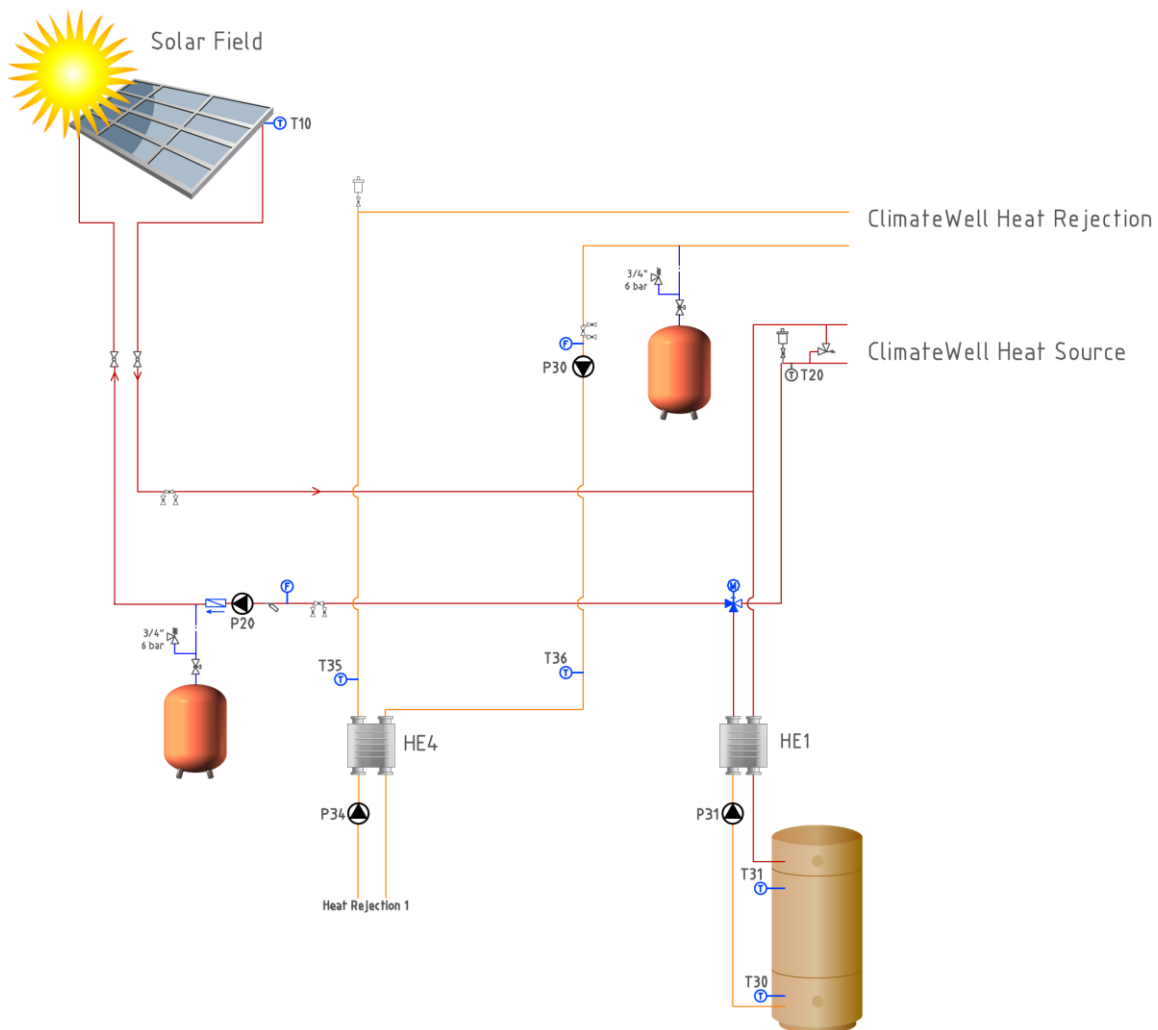 Solar Field
T10
ClimateWell Heat Rejection
3/4"
6 bar
F
P30
ClimateWell Heat Source
T
T20
M
F
P20
3/4"
6 bar
T35
T
T36
T
HE4
HE1
P34
P31
T31
T
Heat Rejection 1
T30
T